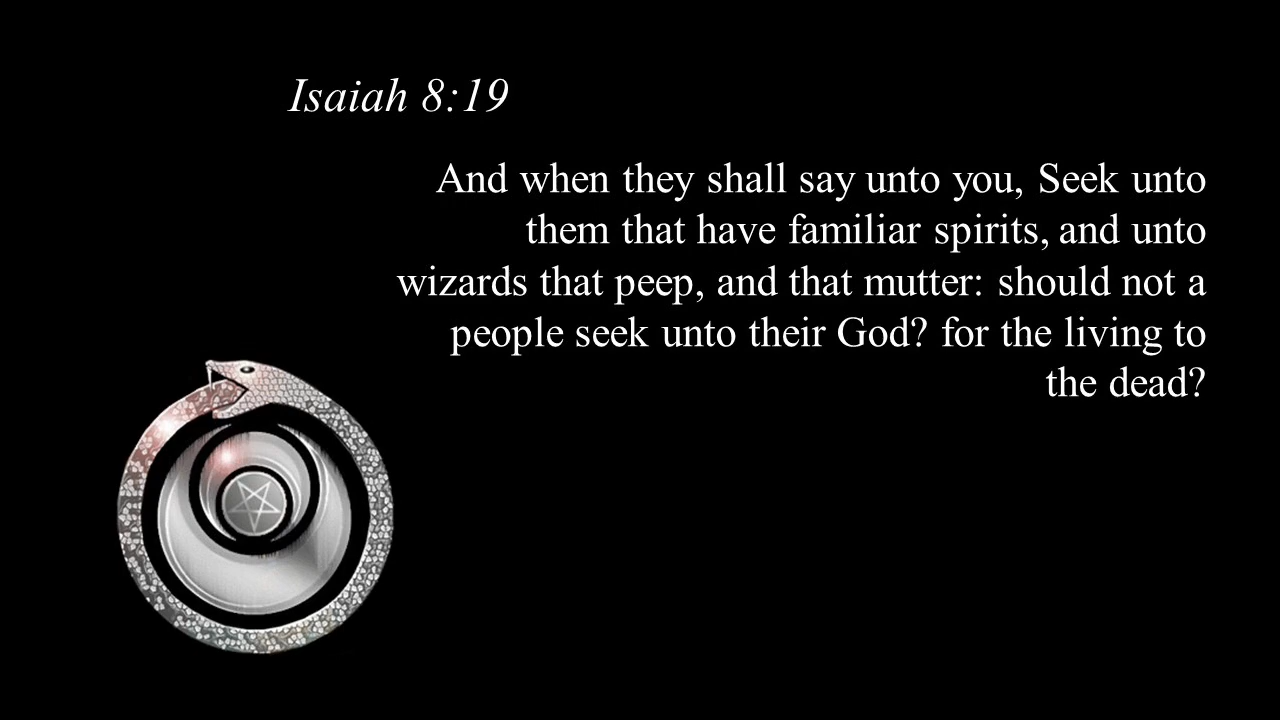 Isaiah 8:19
And when they shall say unto you, Seek unto
them that have familiar spirits, and unto
wizards that peep, and that mutter: should not a
people seek unto their God? for the living to
the dead?